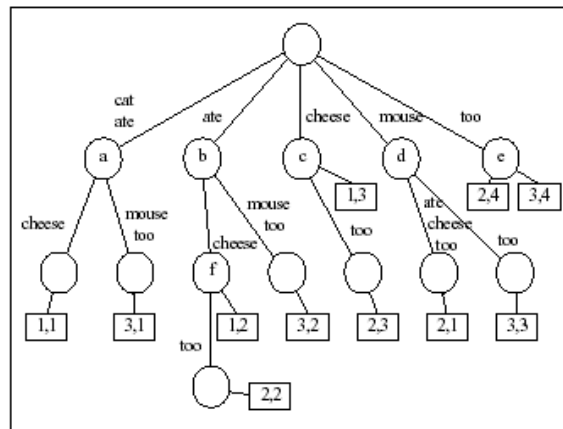 cat
ate
ate
cheese
mouse
too
a
b
c
d
e
1,3
2,4
3,4
cheese
mouse
too
mouse
too
cheese
too
ate
cheese
too
too
f
1,1
3,1
1,2
3,2
2,3
2,1
3,3
too
2,2